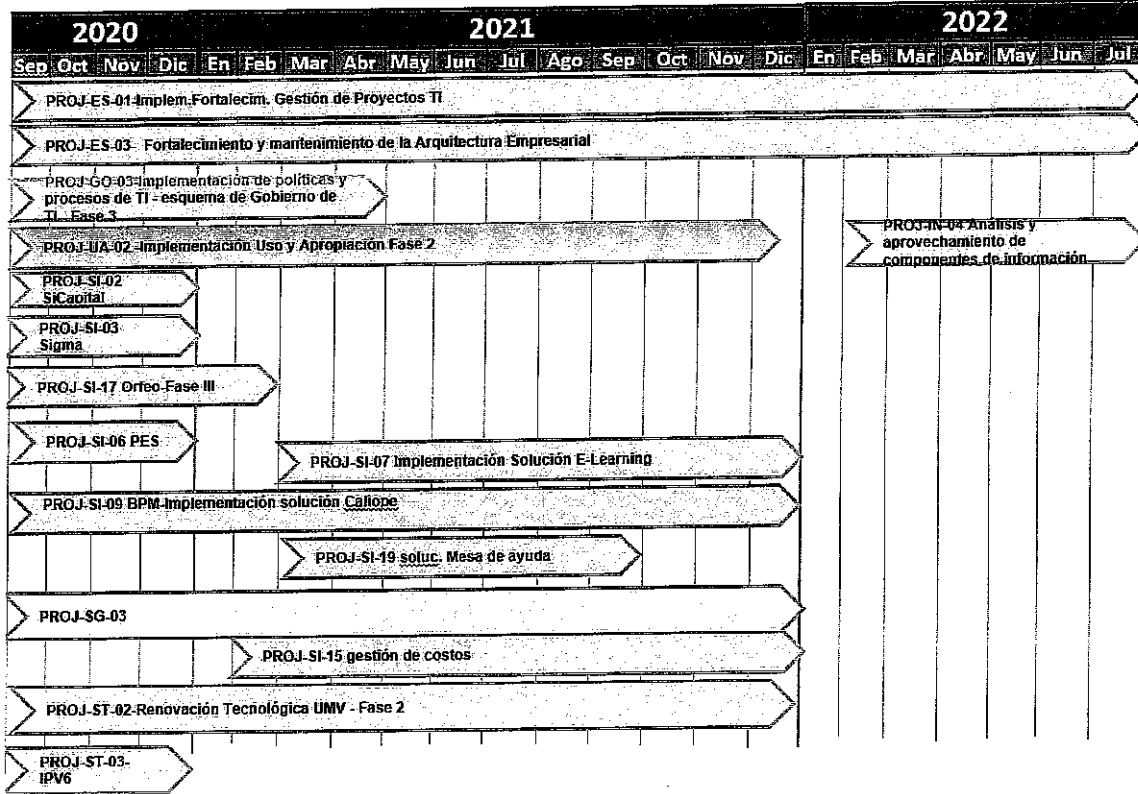 2020 2021 2022
Sep Oct Nov Dic En Feb Mar Abr May Jun Jul Ago Sep Oct Nov Dic En Feb Mar Abr May Jun Jul
PROJ-ES-01-Implem.Fortalecim. Gestión de Proyectos TI
PROJ-ES-03- Fortalecimiento y mantenimiento de la Arquitectura Empresarial
PROJ-GO-03-Implementación de políticas y
procesos de TI - esquema de Gobierno de
TI - Fase 3
PROJ-UA-02 -Implementación Uso y Apropiación Fase 2
PROJ-IN-04 Análisis y
aprovechamiento de
componentes de información
PROJ-SI-02
SiCapital
PROJ-SI-03
Sigma
PROJ-SI-17 Orfeo-Fase III
PROJ-SI-06 PES
PROJ-SI-07 Implementación Solución E-Learning
PROJ-SI-09 BPM-Implementación solución Caliope
PROJ-SI-19 soluc. Mesa de ayuda
PROJ-SG-03
PROJ-SI-15 gestión de costos
PROJ-ST-02-Renovación Tecnológica UMV - Fase 2
PROJ-ST-03-
IPV6